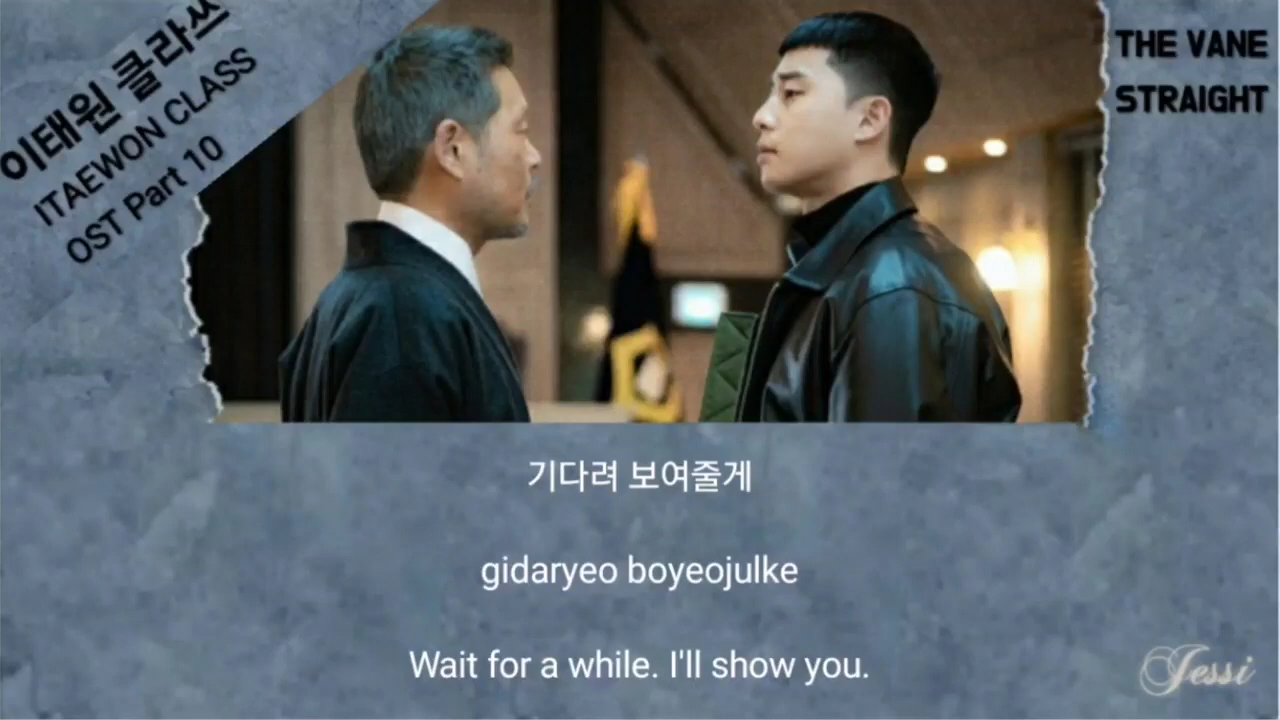 이태원 클라쓰
ITAEWON CLASS
OST Part 10
THE VANE
STRAIGHT
기다려 보여줄게
gidaryeo boyeojulke
Wait for a while. I'll show you.
Jessi